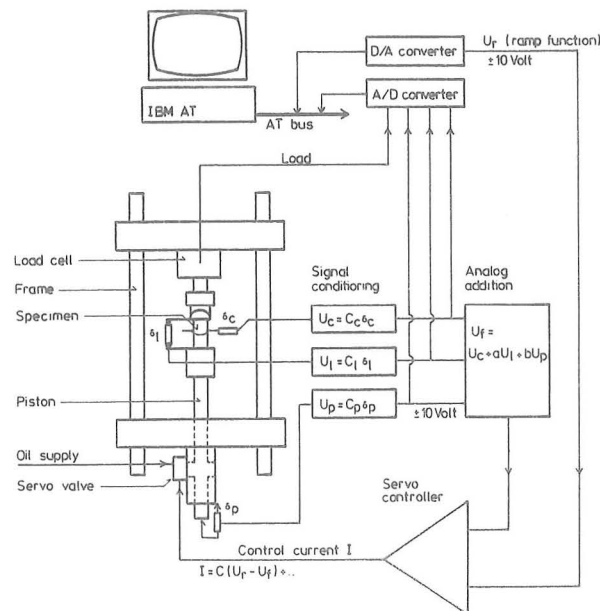 D/A converter
U_r (ramp function)
±10 Volt
A/D converter
IBM AT
AT bus
Load
Load cell
Frame
Specimen
δ_c
δ_l
Signal
conditioning
Analog
addition
U_c = C_c δ_c
U_l = C_l δ_l
U_p = C_p δ_p
U_f =
U_c + aU_l + bU_p
±10 Volt
Piston
Oil supply
Servo valve
δ_p
Servo
controller
Control current I
I = C(U_r - U_f) + ..